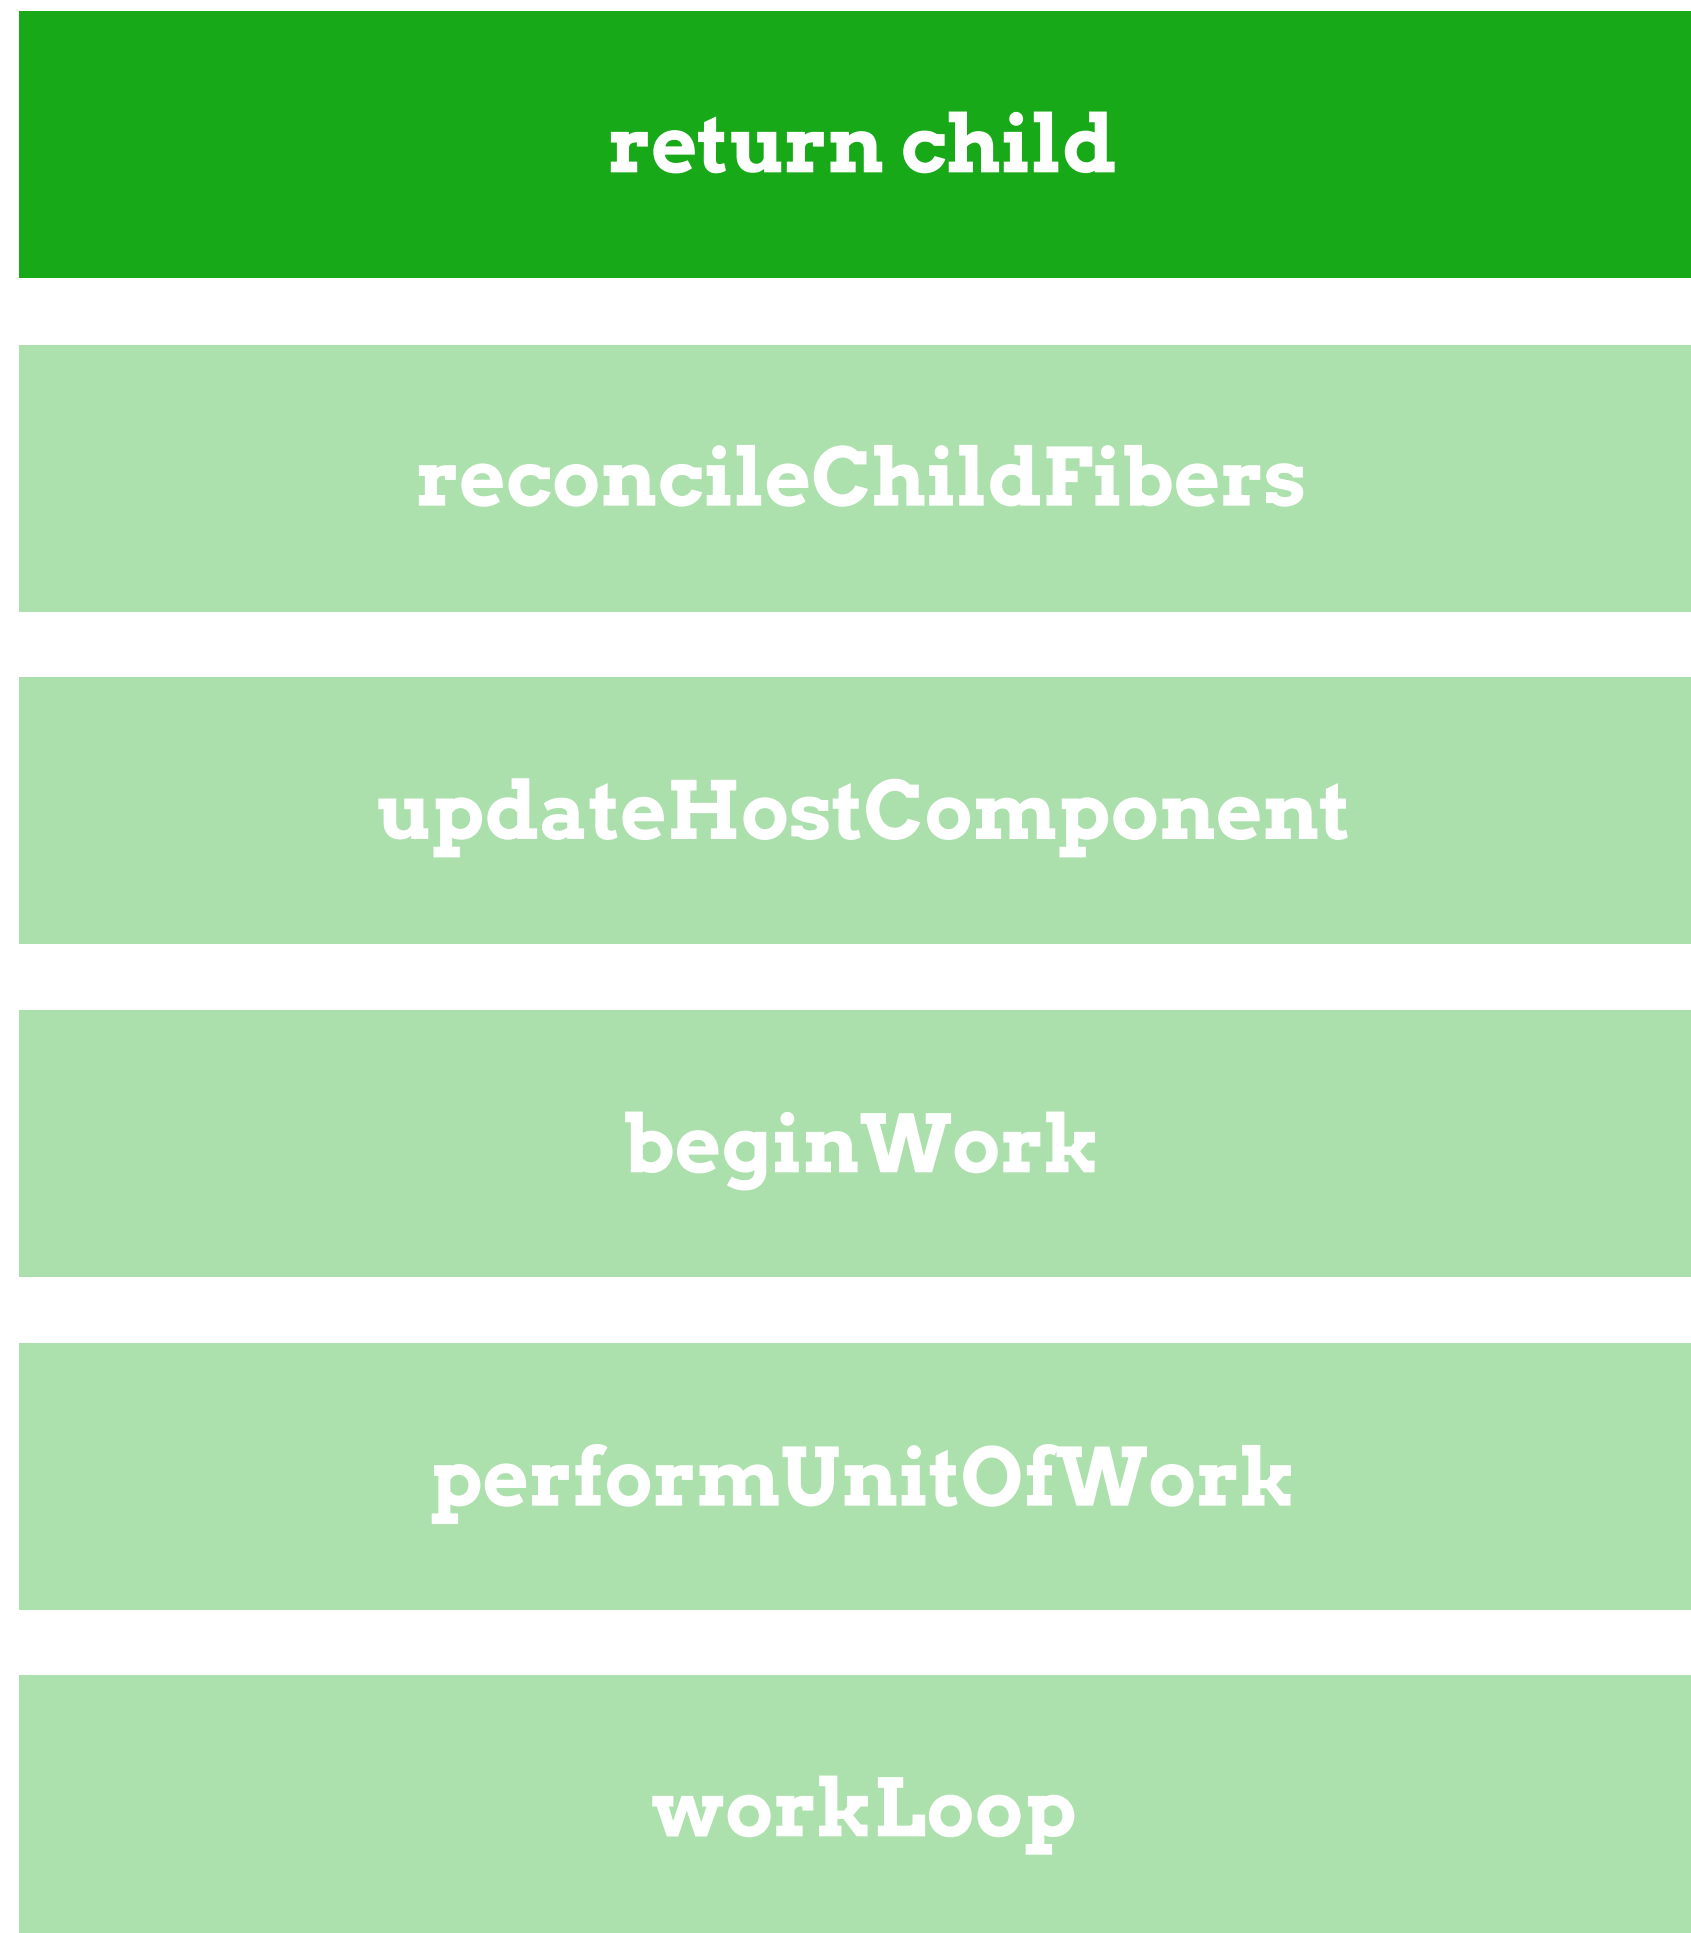 return child
reconcileChildFibers
updateHostComponent
beginWork
performUnitOfWork
workLoop